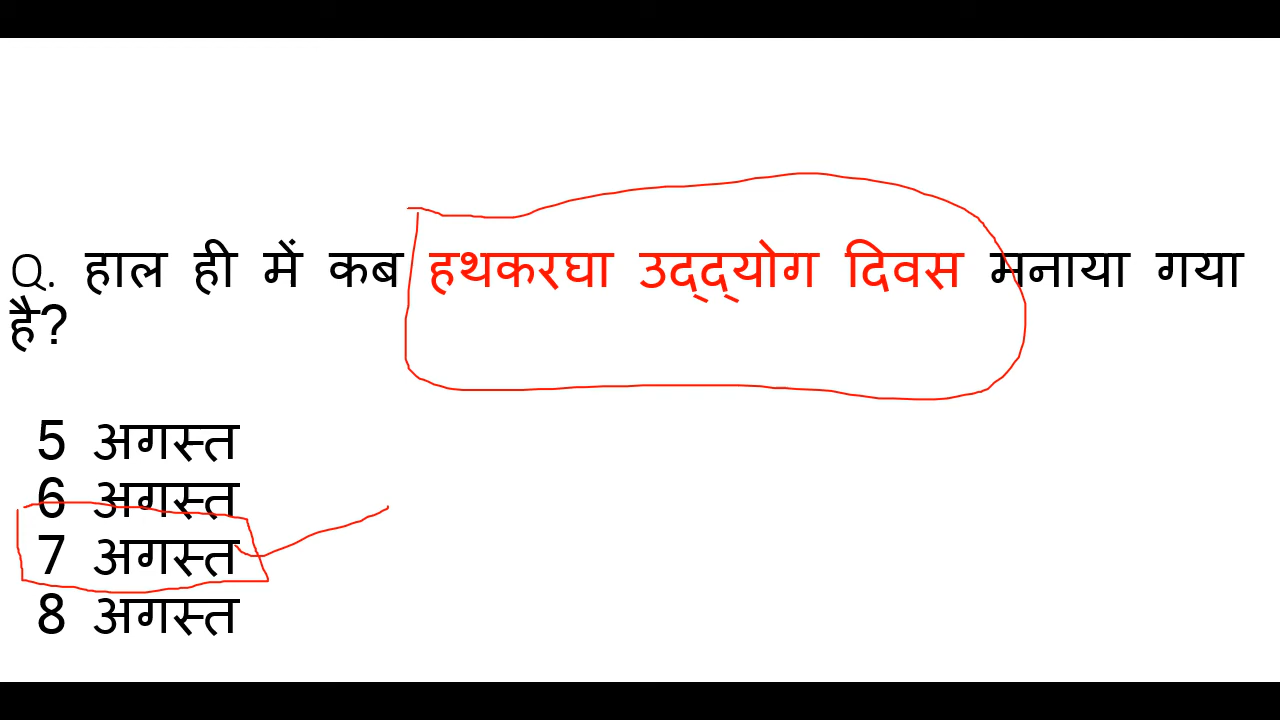 Q. हाल ही में कब हथकरघा उद्द्योग दिवस मनाया गया
है?
5 अगस्त
6 अगस्त
7 अगस्त
8 अगस्त